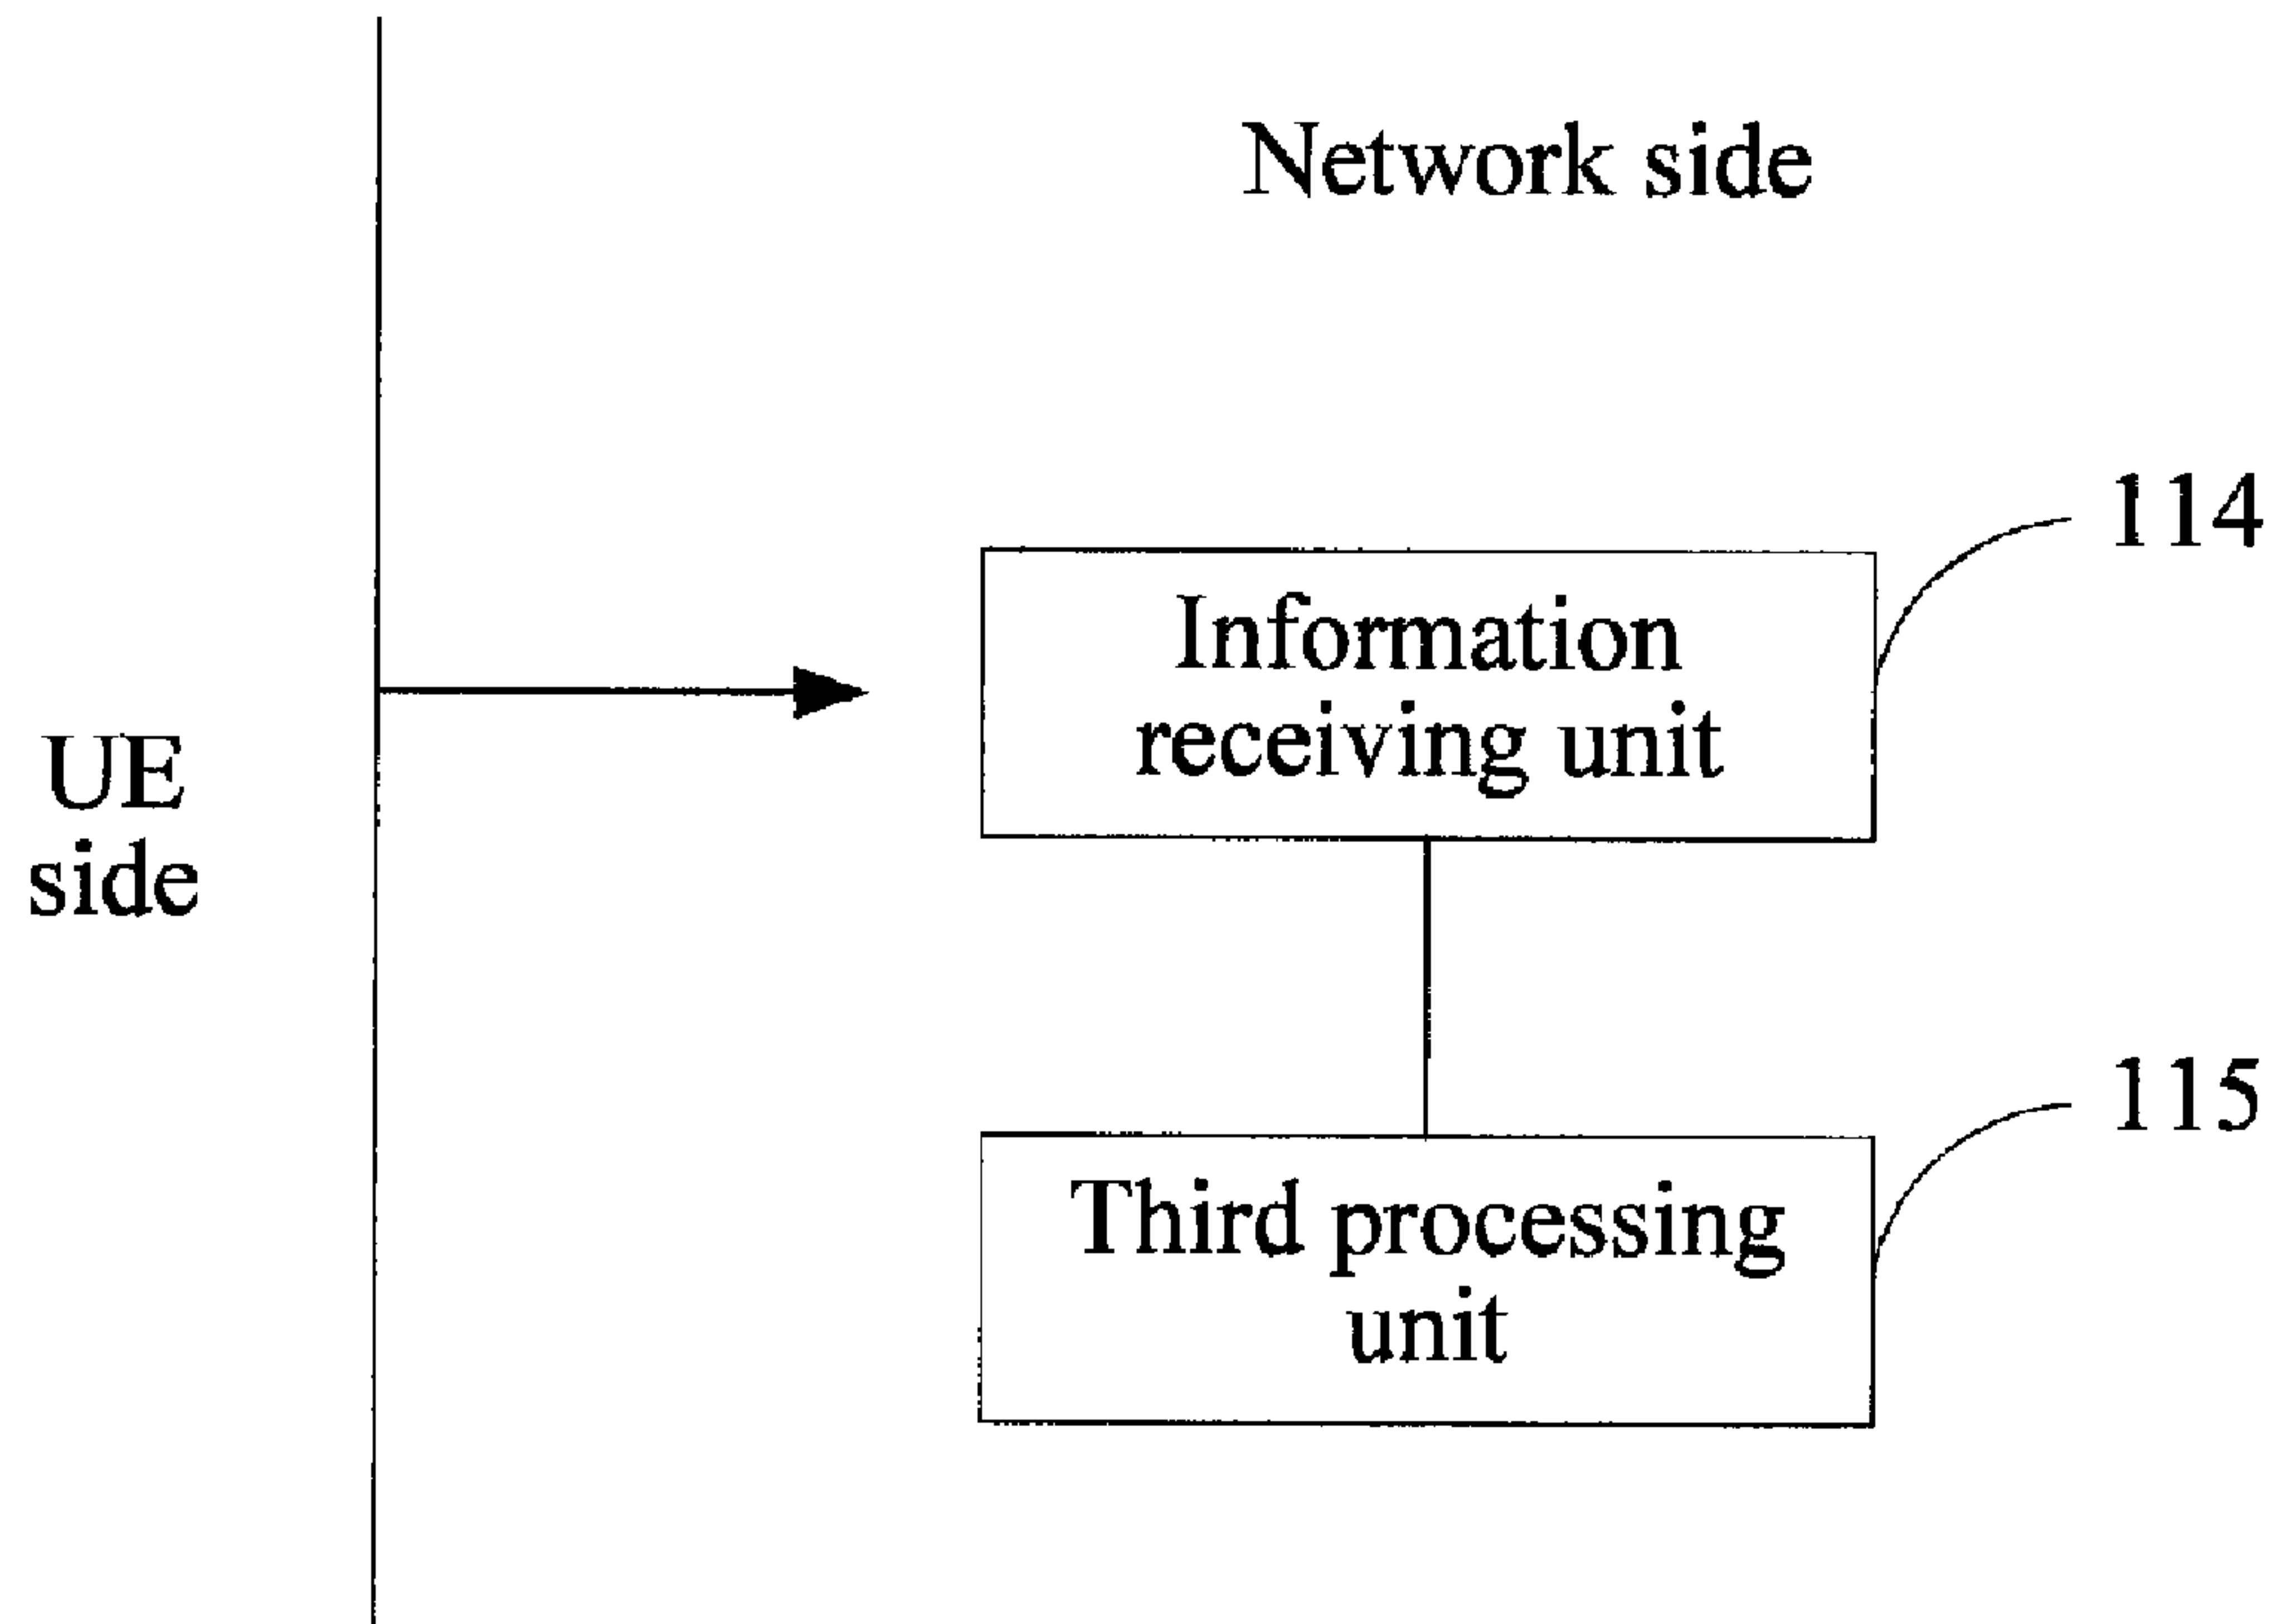 Network side
114
Information
receiving unit
UE
side
115
Third processing
unit